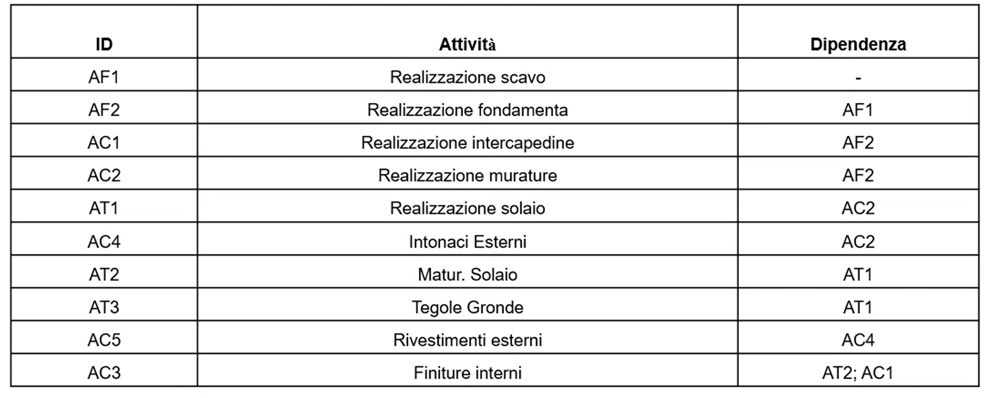 ID Attività Dipendenza
AF1 Realizzazione scavo -
AF2 Realizzazione fondamenta AF1
AC1 Realizzazione intercapedine AF2
AC2 Realizzazione murature AF2
AT1 Realizzazione solaio AC2
AC4 Intonaci Esterni AC2
AT2 Matur. Solaio AT1
AT3 Tegole Gronde AT1
AC5 Rivestimenti esterni AC4
AC3 Finiture interni AT2; AC1